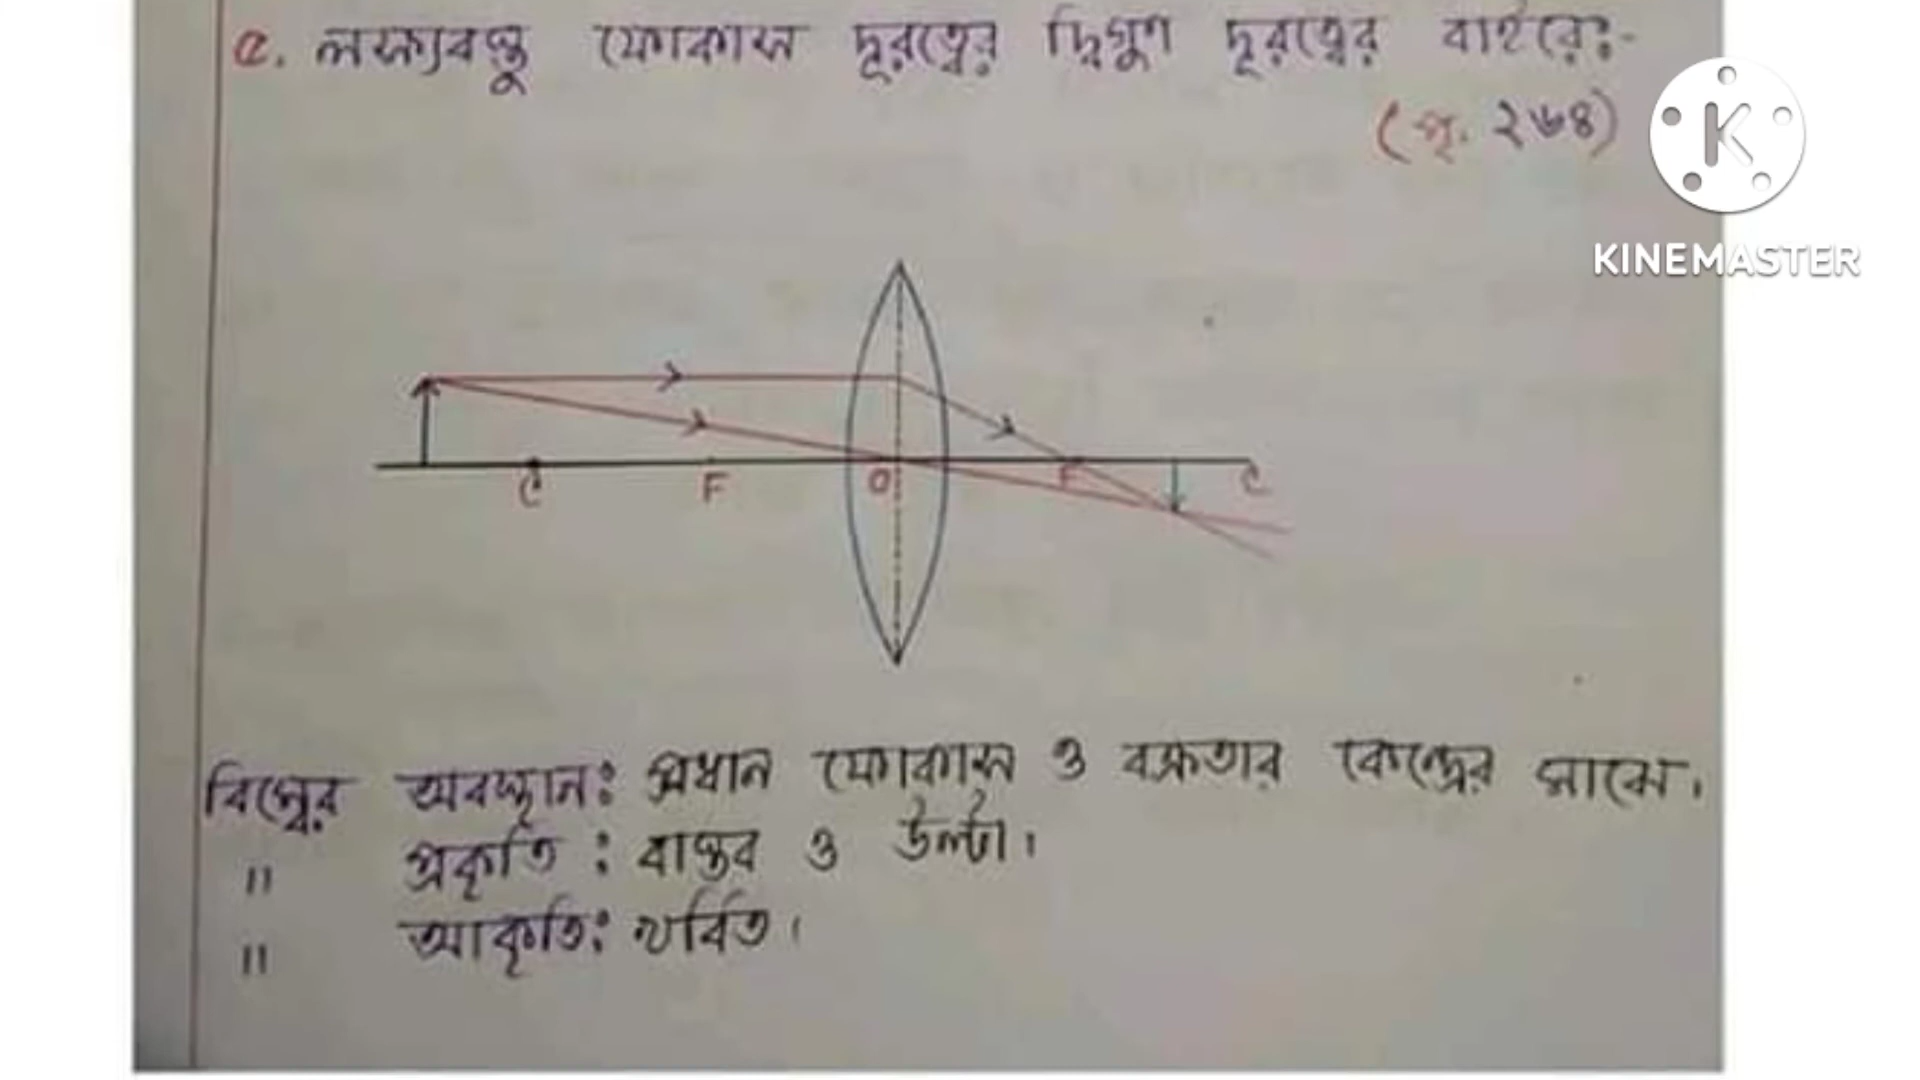 ৫. লক্ষ্যবস্তু ফোকাস দূরত্বের দ্বিগুণ দূরত্বের বাইরে:-
(পৃ. ২৬৪)
K
KINEMASTER
C F O F C
বিম্বের অবস্থান: প্রধান ফোকাস ও বক্রতার কেন্দ্রের মাঝে।
" প্রকৃতি : বাস্তব ও উল্টা।
" আকৃতি: খর্বিত।